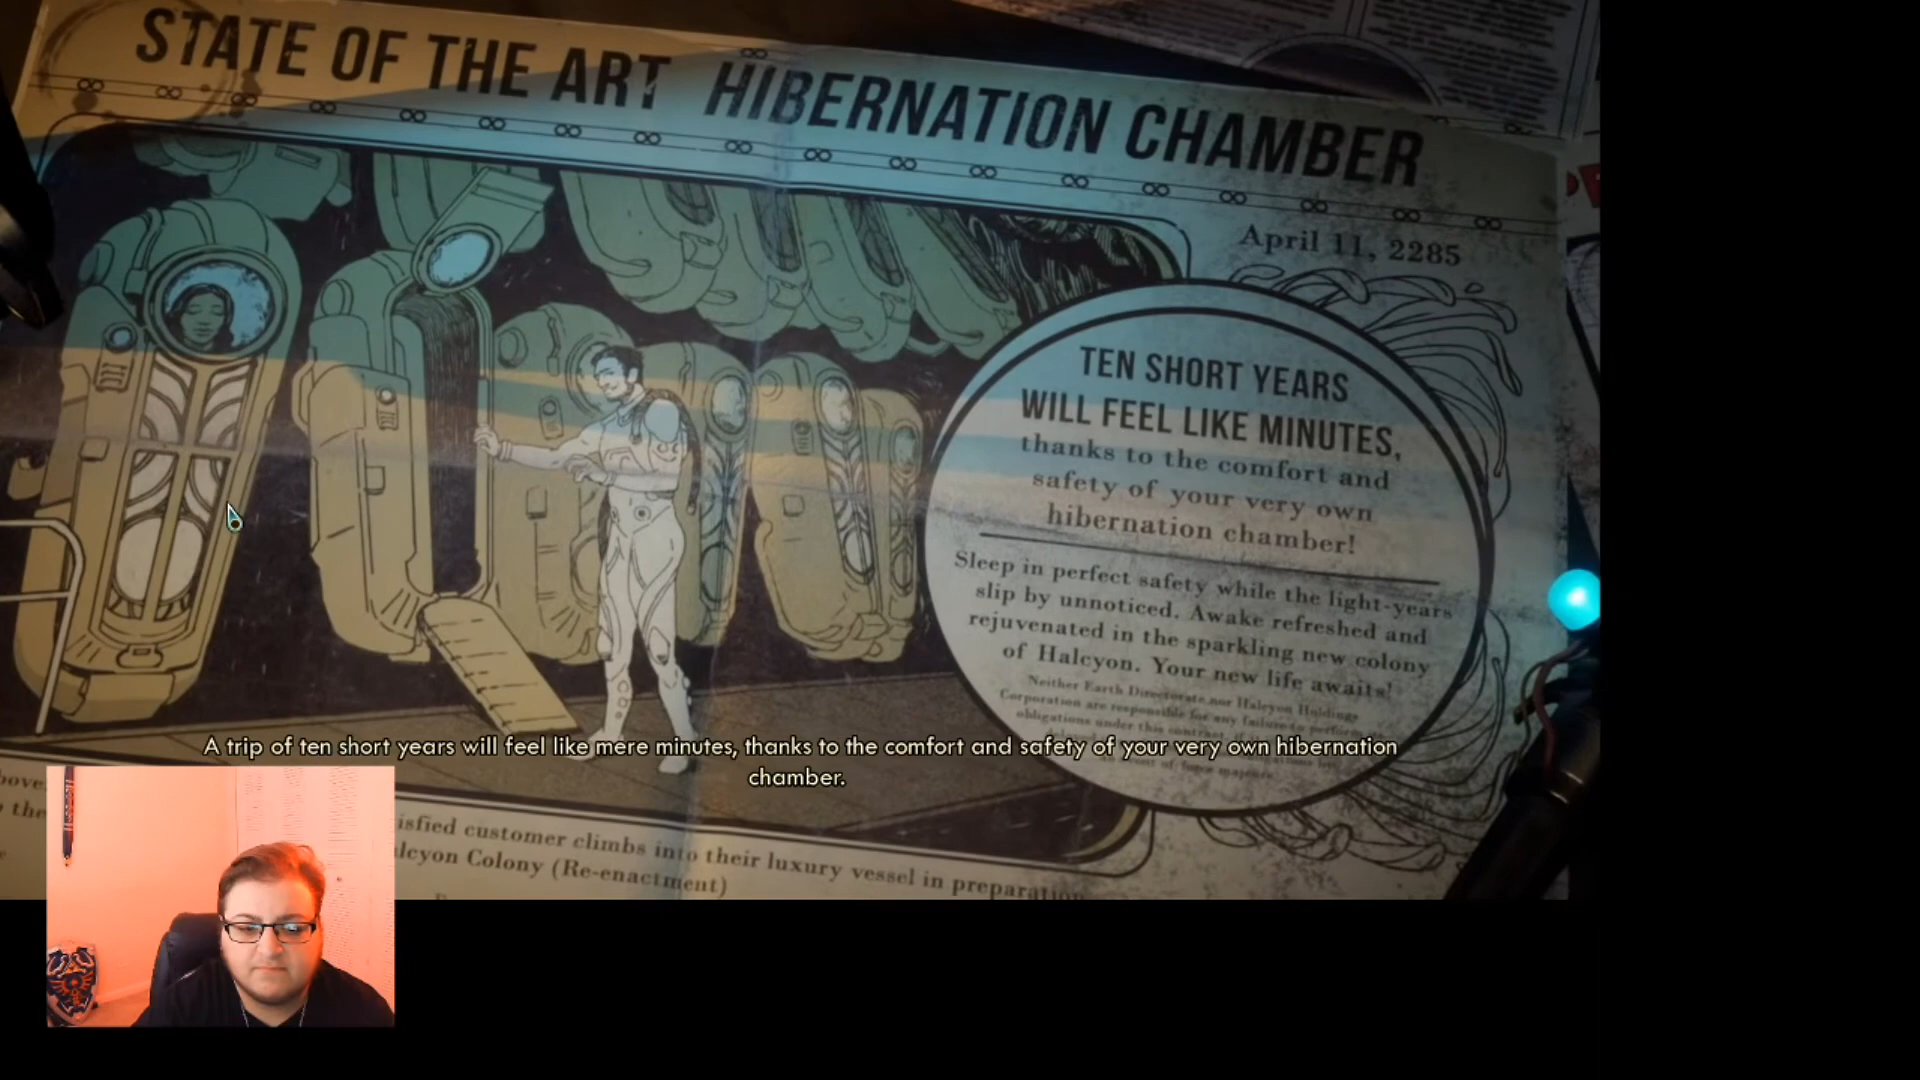 STATE OF THE ART HIBERNATION CHAMBER
April 11, 2285
TEN SHORT YEARS
WILL FEEL LIKE MINUTES,
thanks to the comfort and
safety of your very own
hibernation chamber!
Sleep in perfect safety while the light-years
slip by unnoticed. Awake refreshed and
rejuvenated in the sparkling new colony
of Halcyon. Your new life awaits!
Neither Earth Directorate nor Halcyon Holdings
Corporation are responsible for any failure to perform
obligations under this contract, if
A trip of ten short years will feel like mere minutes, thanks to the comfort and safety of your very own hibernation
chamber.
isfied customer climbs into their luxury vessel in preparation
lcyon Colony (Re-enactment)